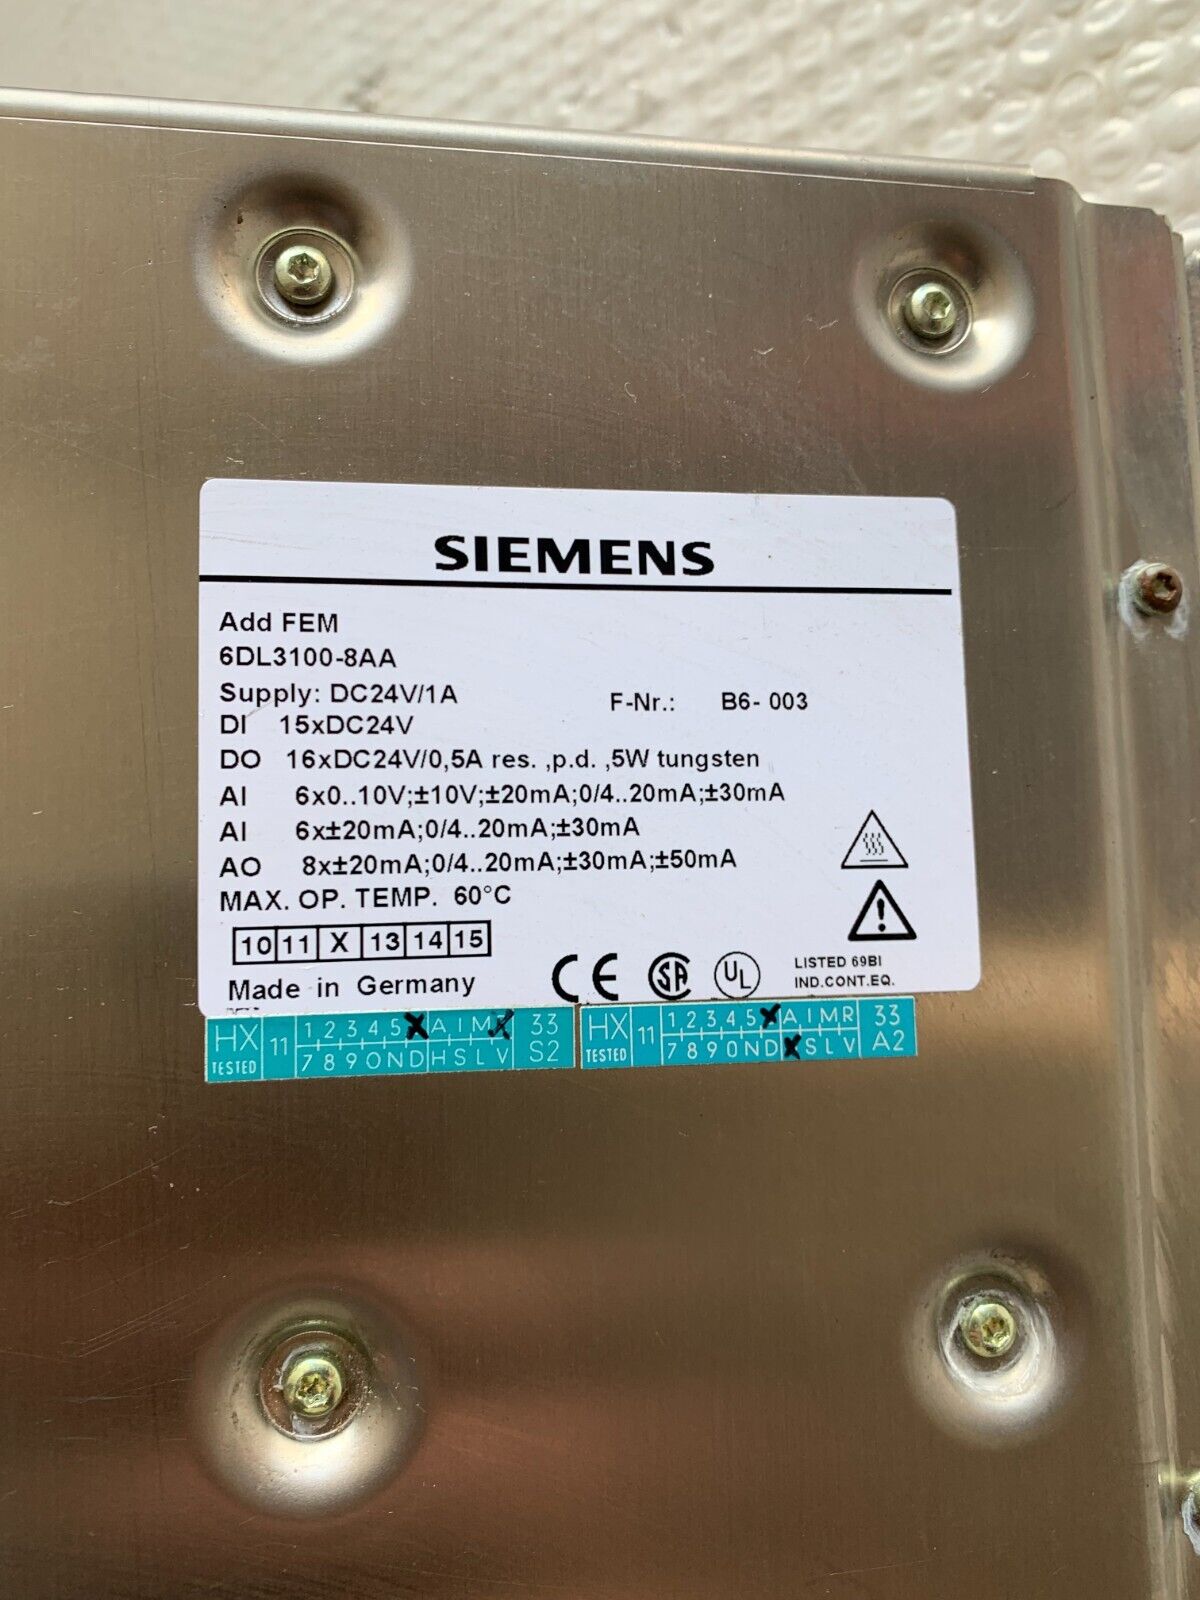 SIEMENS
Add FEM
6DL3100-8AA
Supply: DC24V/1A F-Nr.: B6- 003
DI 15xDC24V
DO 16xDC24V/0,5A res. ,p.d. ,5W tungsten
AI 6x0..10V;±10V;±20mA;0/4..20mA;±30mA
AI 6x±20mA;0/4..20mA;±30mA
AO 8x±20mA;0/4..20mA;±30mA;±50mA
MAX. OP. TEMP. 60°C
10 11 X 13 14 15
CE SA UL LISTED 69BI
IND.CONT.EQ.
Made in Germany
HX TESTED 11 1 2 3 4 5 X A I M 33
7 8 9 O N D H S L V S2
HX TESTED 11 1 2 3 4 5 X A I M R 33
7 8 9 O N D X S L V A2